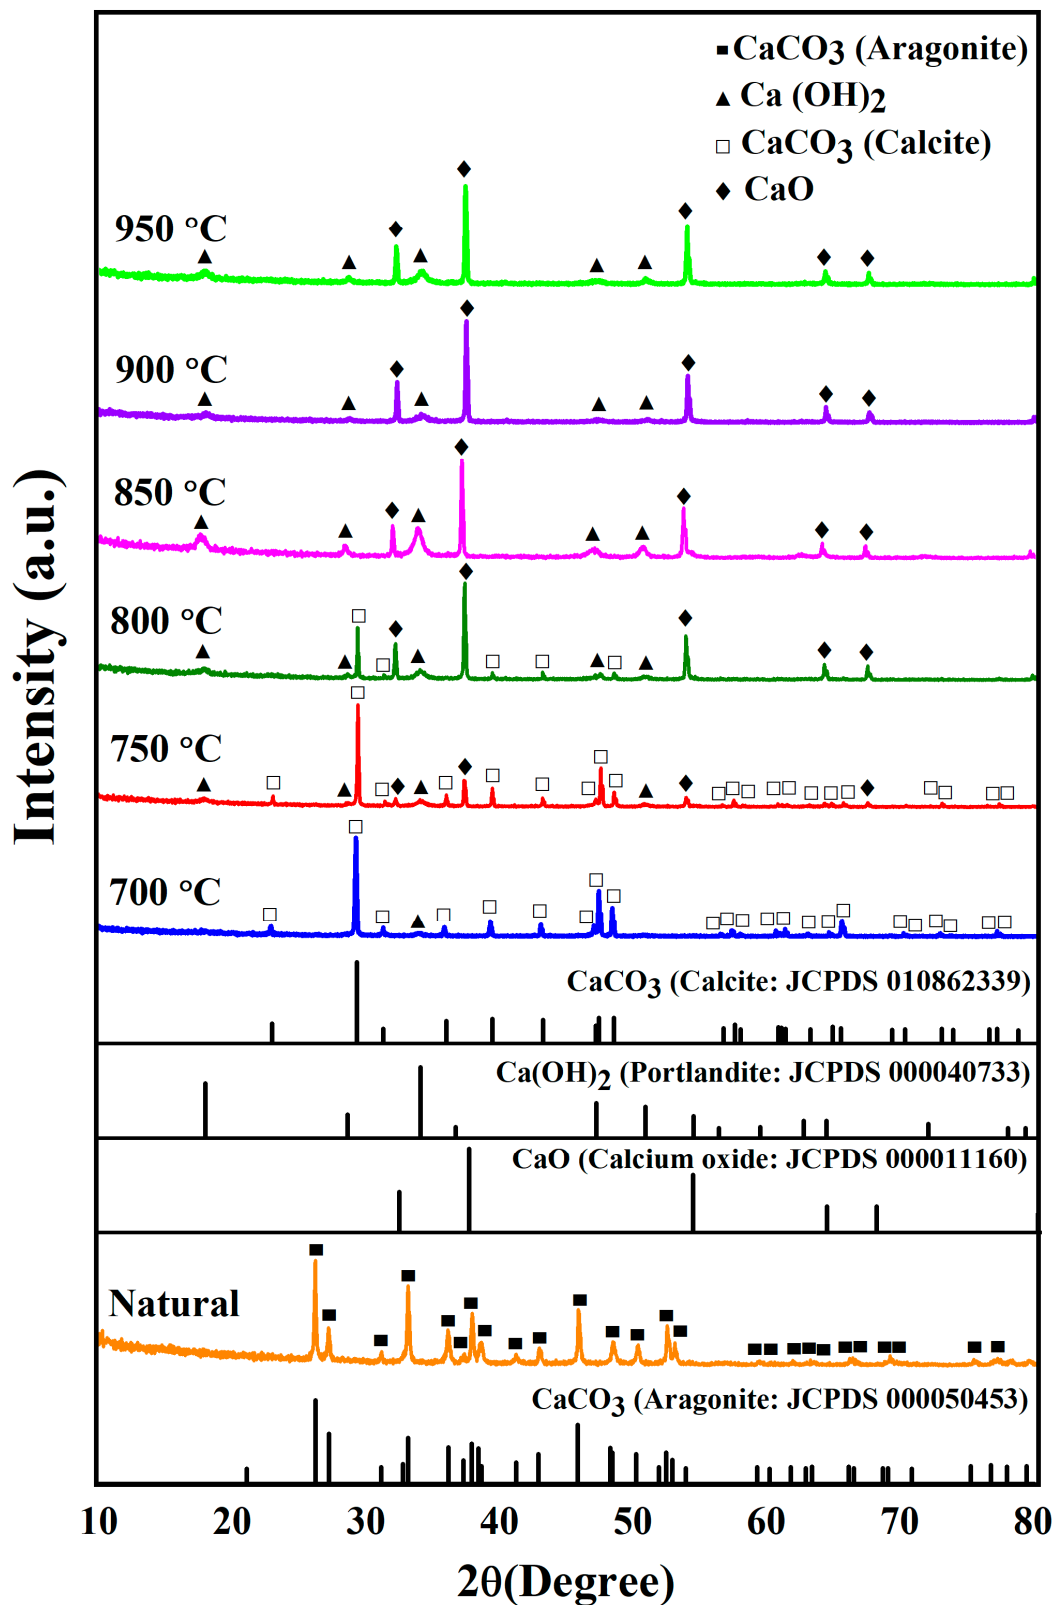 CaCO3 (Aragonite)
Ca (OH)2
CaCO3 (Calcite)
CaO
950 °C
900 °C
850 °C
800 °C
750 °C
700 °C
CaCO3 (Calcite: JCPDS 010862339)
Ca(OH)2 (Portlandite: JCPDS 000040733)
CaO (Calcium oxide: JCPDS 000011160)
Natural
CaCO3 (Aragonite: JCPDS 000050453)
Intensity (a.u.)
10 20 30 40 50 60 70 80
2θ(Degree)